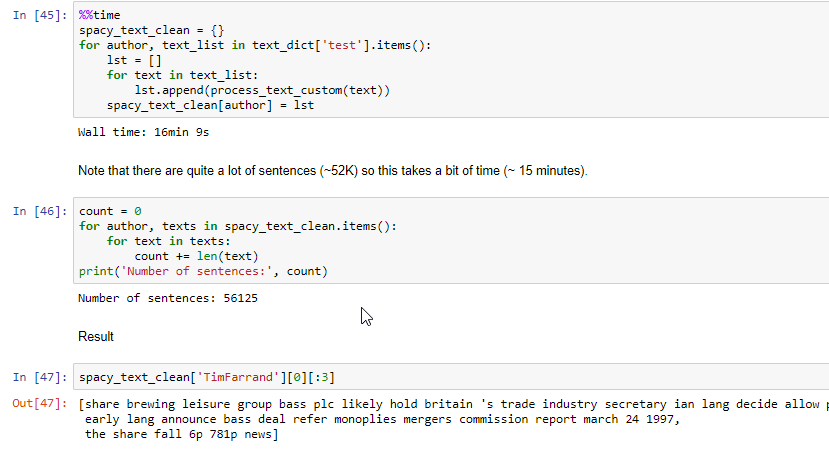 In [45]: %%time
spacy_text_clean = {}
for author, text_list in text_dict['test'].items():
    lst = []
    for text in text_list:
        lst.append(process_text_custom(text))
    spacy_text_clean[author] = lst
Wall time: 16min 9s
Note that there are quite a lot of sentences (~52K) so this takes a bit of time (~ 15 minutes).
In [46]: count = 0
for author, texts in spacy_text_clean.items():
    for text in texts:
        count += len(text)
print('Number of sentences:', count)
Number of sentences: 56125
Result
In [47]: spacy_text_clean['TimFarrand'][0][:3]
Out[47]: [share brewing leisure group bass plc likely hold britain 's trade industry secretary ian lang decide allow
early lang announce bass deal refer monoplies mergers commission report march 24 1997,
the share fall 6p 781p news]